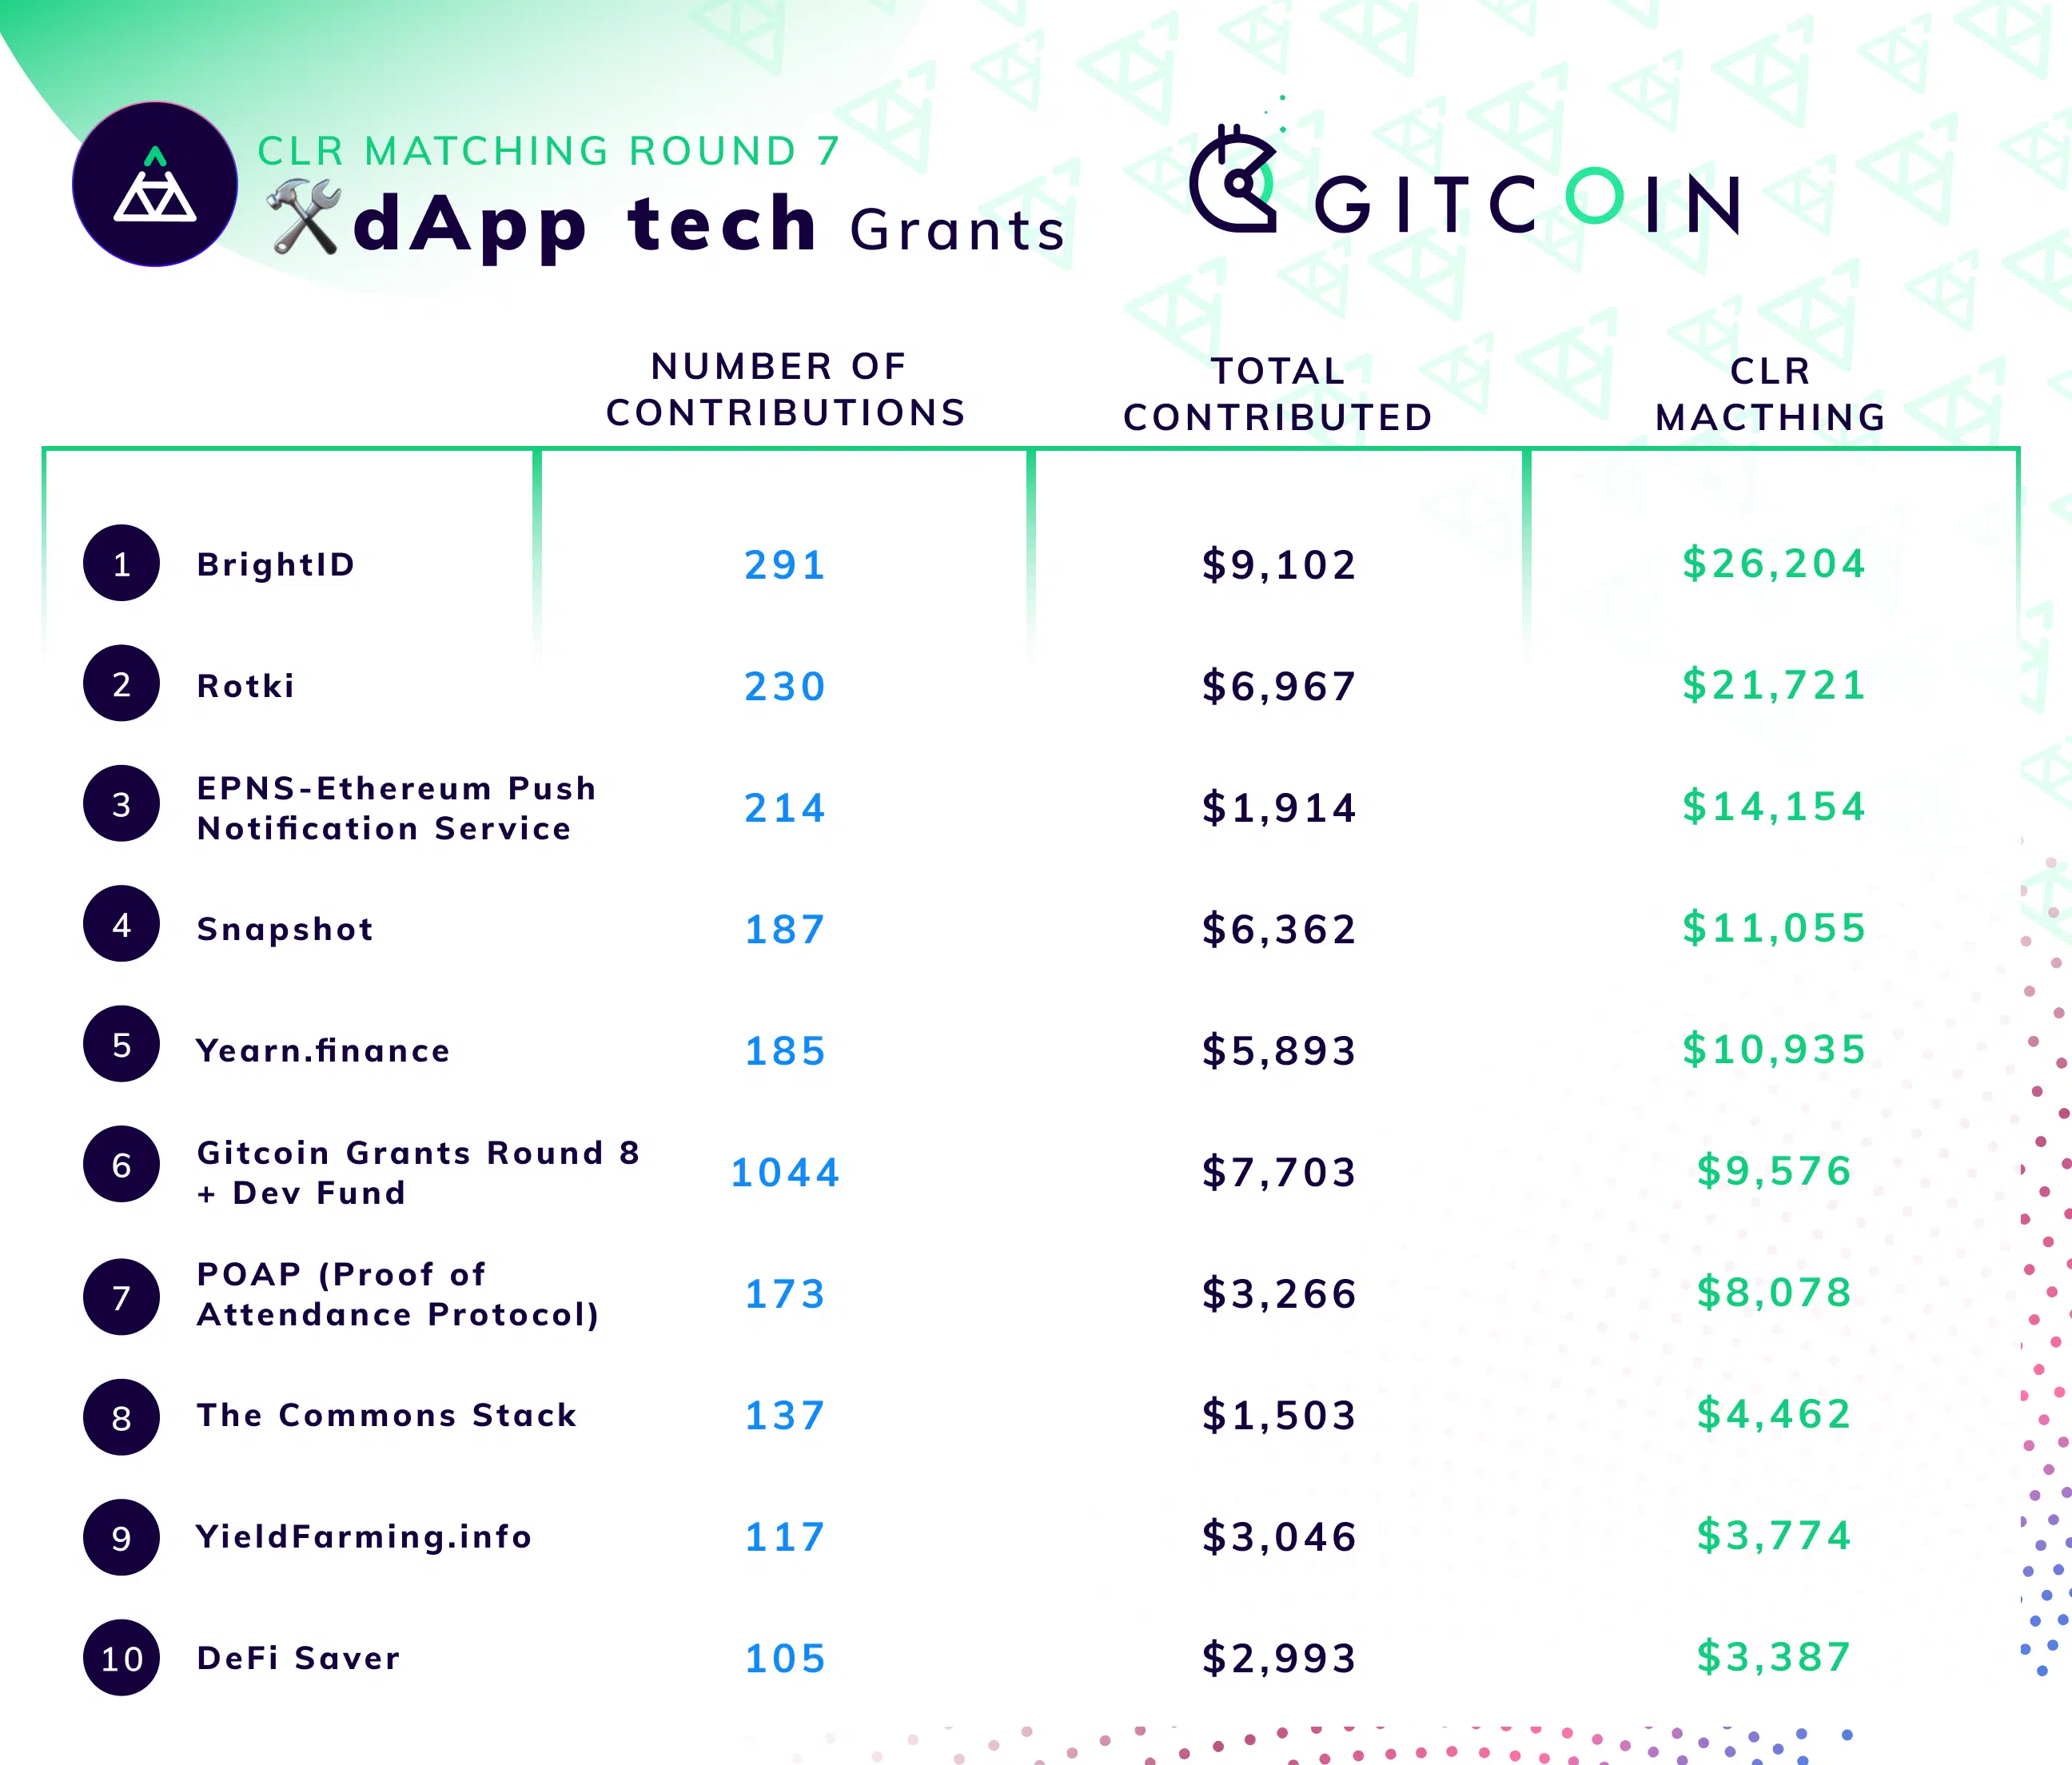 CLR MATCHING ROUND 7
dApp tech Grants
GITCOIN
NUMBER OF
CONTRIBUTIONS
TOTAL
CONTRIBUTED
CLR
MACTHING
1 BrightID 291 $9,102 $26,204
2 Rotki 230 $6,967 $21,721
3 EPNS-Ethereum Push
Notification Service 214 $1,914 $14,154
4 Snapshot 187 $6,362 $11,055
5 Yearn.finance 185 $5,893 $10,935
6 Gitcoin Grants Round 8
+ Dev Fund 1044 $7,703 $9,576
7 POAP (Proof of
Attendance Protocol) 173 $3,266 $8,078
8 The Commons Stack 137 $1,503 $4,462
9 YieldFarming.info 117 $3,046 $3,774
10 DeFi Saver 105 $2,993 $3,387